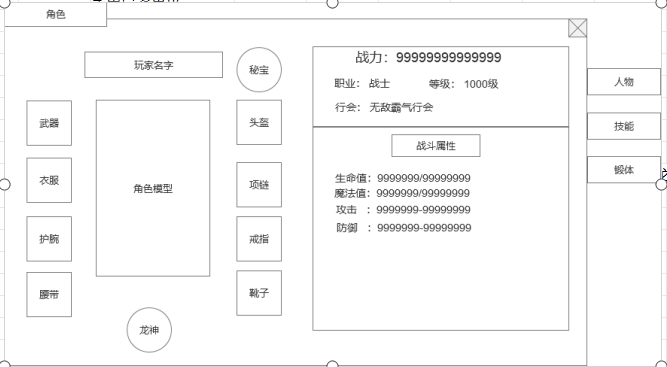 角色
玩家名字
秘宝
武器
头盔
衣服
角色模型
项链
护腕
戒指
腰带
靴子
龙神
战力：99999999999999
职业： 战士 等级： 1000级
行会： 无敌霸气行会
战斗属性
生命值：9999999/99999999
魔法值：9999999/99999999
攻击 ：9999999-99999999
防御 ：9999999-99999999
人物
技能
锻体